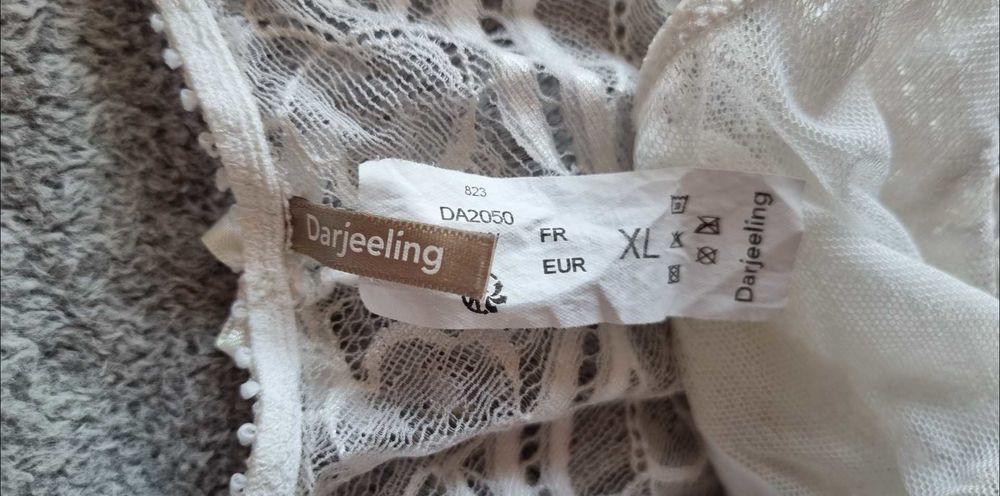 Darjeeling
823
DA2050
FR
EUR
XL
Darjeeling